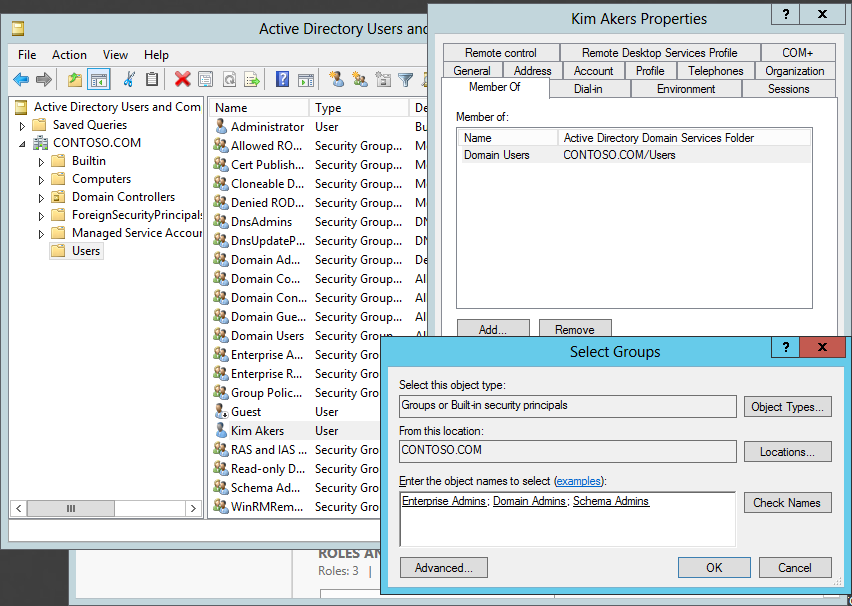 Active Directory Users and
File Action View Help
Active Directory Users and Com
Saved Queries
CONTOSO.COM
Builtin
Computers
Domain Controllers
ForeignSecurityPrincipals
Managed Service Accour
Users
Name Type De
Administrator User Bu
Allowed RO... Security Group... M
Cert Publish... Security Group... M
Cloneable D... Security Group... M
Denied ROD... Security Group... M
DnsAdmins Security Group... DN
DnsUpdateP... Security Group... DN
Domain Ad... Security Group... De
Domain Co... Security Group... Al
Domain Con... Security Group... Al
Domain Gue... Security Group... Al
Domain Users Security Group... Al
Enterprise A... Security Gro
Enterprise R... Security Gro
Group Polic... Security Gro
Guest User
Kim Akers User
RAS and IAS ... Security Gro
Read-only D... Security Gro
Schema Ad... Security Gro
WinRMRem... Security Gro
Kim Akers Properties
? X
Remote control Remote Desktop Services Profile COM+
General Address Account Profile Telephones Organization
Member Of Dial-in Environment Sessions
Member of:
Name Active Directory Domain Services Folder
Domain Users CONTOSO.COM/Users
Add... Remove
Select Groups
? X
Select this object type:
Groups or Built-in security principals Object Types...
From this location:
CONTOSO.COM Locations...
Enter the object names to select (examples):
Enterprise Admins; Domain Admins; Schema Admins Check Names
Advanced... OK Cancel
ROLES AN
Roles: 3 |